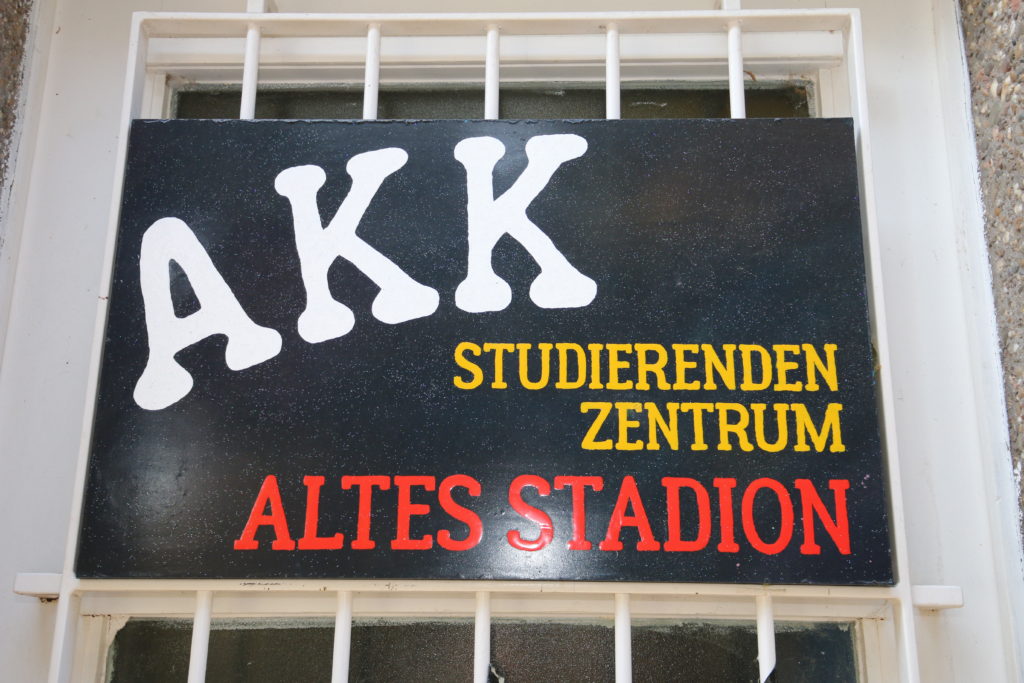 AKK
STUDIERENDEN
ZENTRUM
ALTES STADION